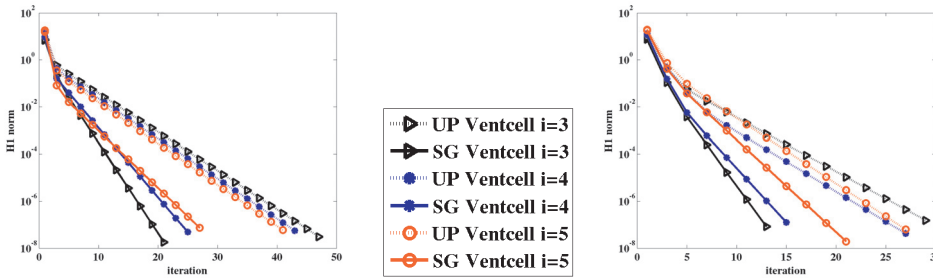 10^2
10^0
10^-2
10^-4
10^-6
10^-8
H1 norm
0 10 20 30 40 50
iteration
UP Ventcell i=3
SG Ventcell i=3
UP Ventcell i=4
SG Ventcell i=4
UP Ventcell i=5
SG Ventcell i=5
10^2
10^0
10^-2
10^-4
10^-6
10^-8
H1 norm
0 5 10 15 20 25 30
iteration